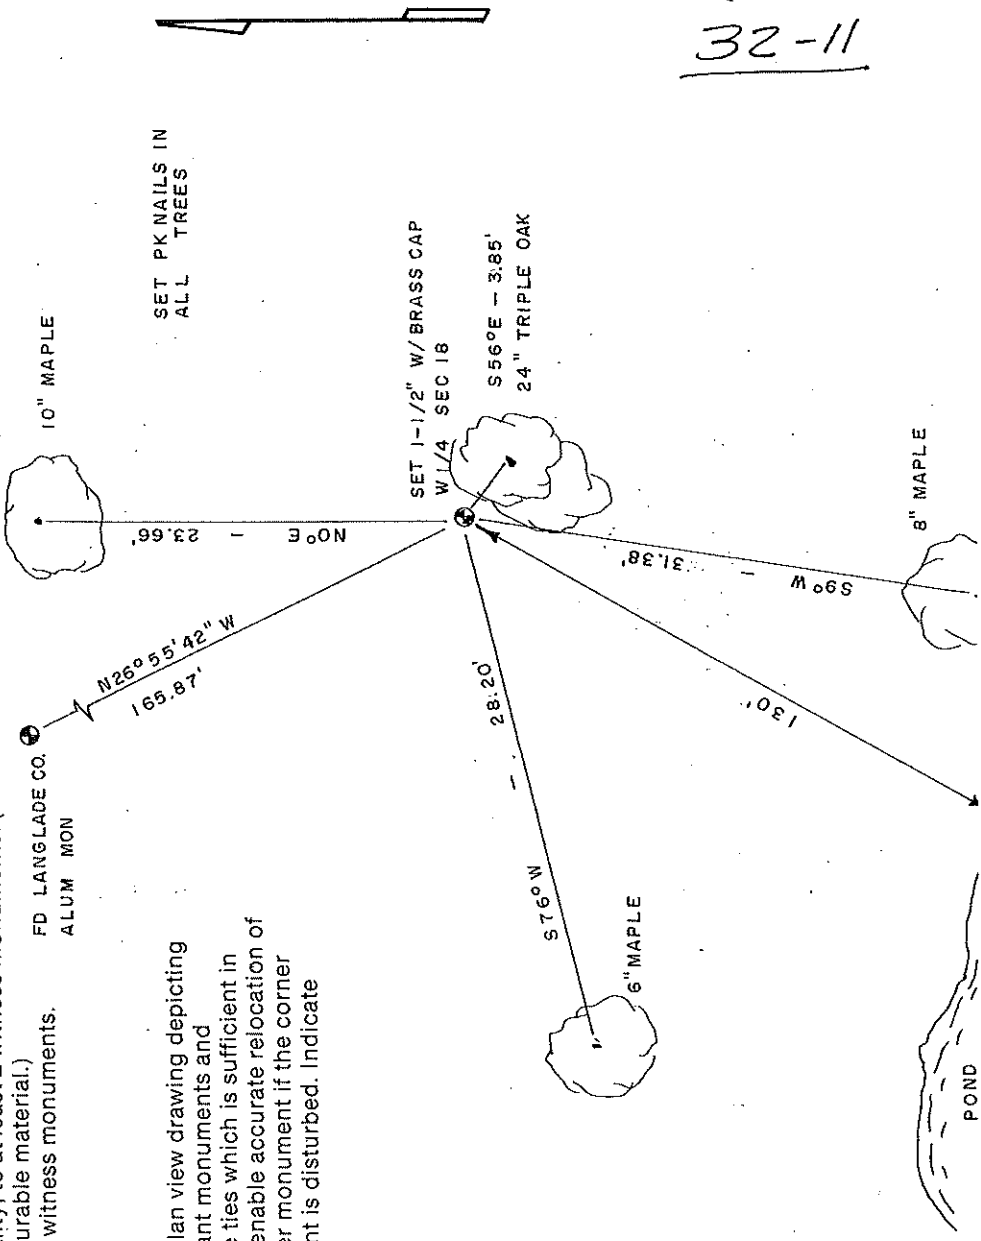 32-11
urable material.)
witness monuments.
FD LANGLADE CO.
ALUM MON
10" MAPLE
SET PK NAILS IN
ALL TREES
N0°E - 23.66'
N26°55'42" W
165.87'
SET 1-1/2" W/BRASS CAP
W1/4 SEC 18
S56°E - 3.85'
24" TRIPLE OAK
lan view drawing depicting
ant monuments and
e ties which is sufficient in
enable accurate relocation of
er monument if the corner
nt is disturbed. Indicate
S76°W - 28.20'
6" MAPLE
S9°W - 31.38'
8" MAPLE
130'
POND